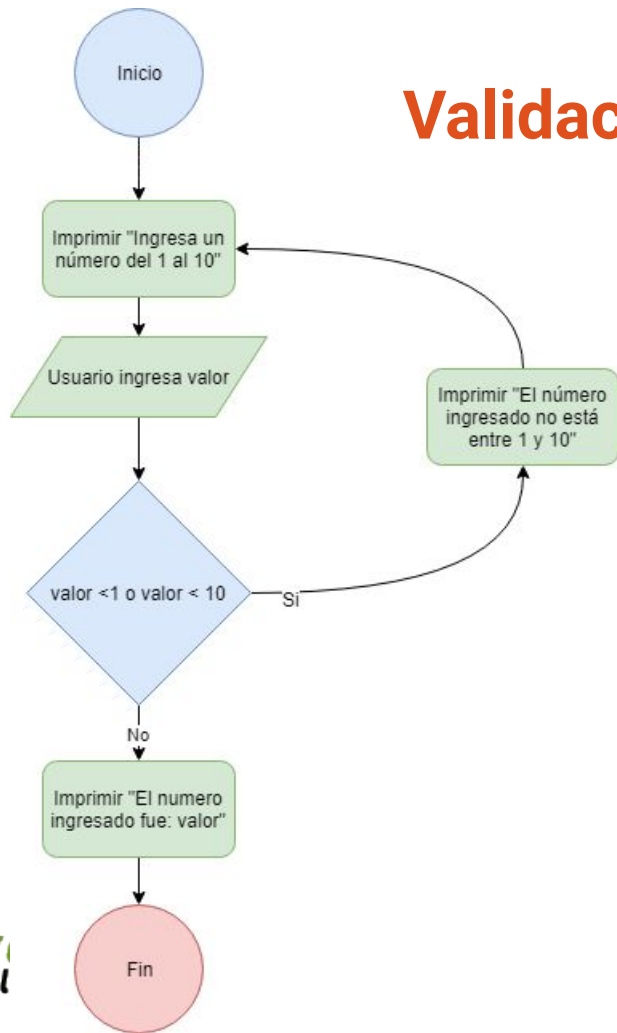 Inicio
Validac
Imprimir "Ingresa un
número del 1 al 10"
Usuario ingresa valor
Imprimir "El número
ingresado no está
entre 1 y 10"
valor <1 o valor < 10
Si
No
Imprimir "El numero
ingresado fue: valor"
Fin